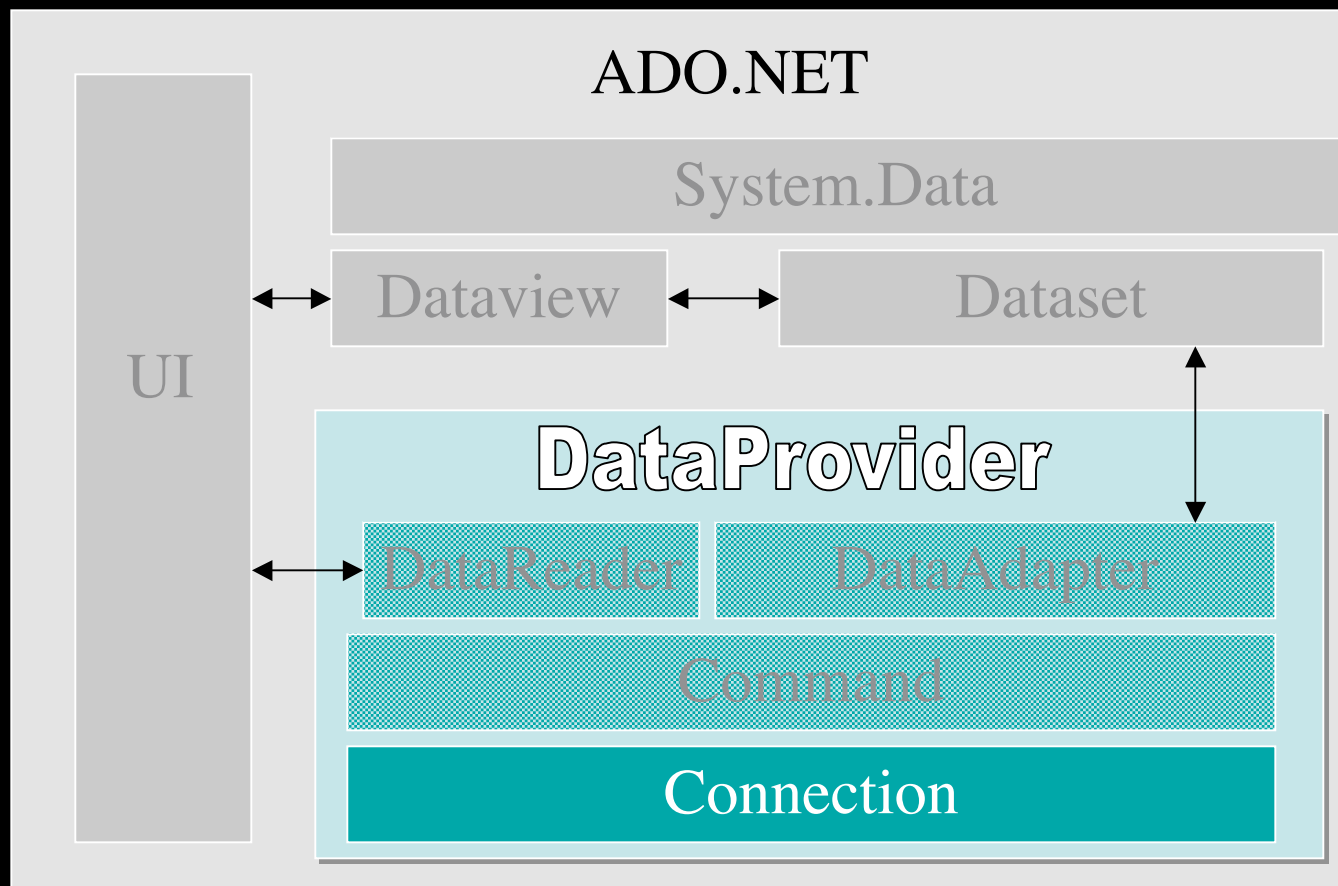 ADO.NET
System.Data
Dataview
Dataset
UI
DataProvider
DataReader
DataAdapter
Command
Connection